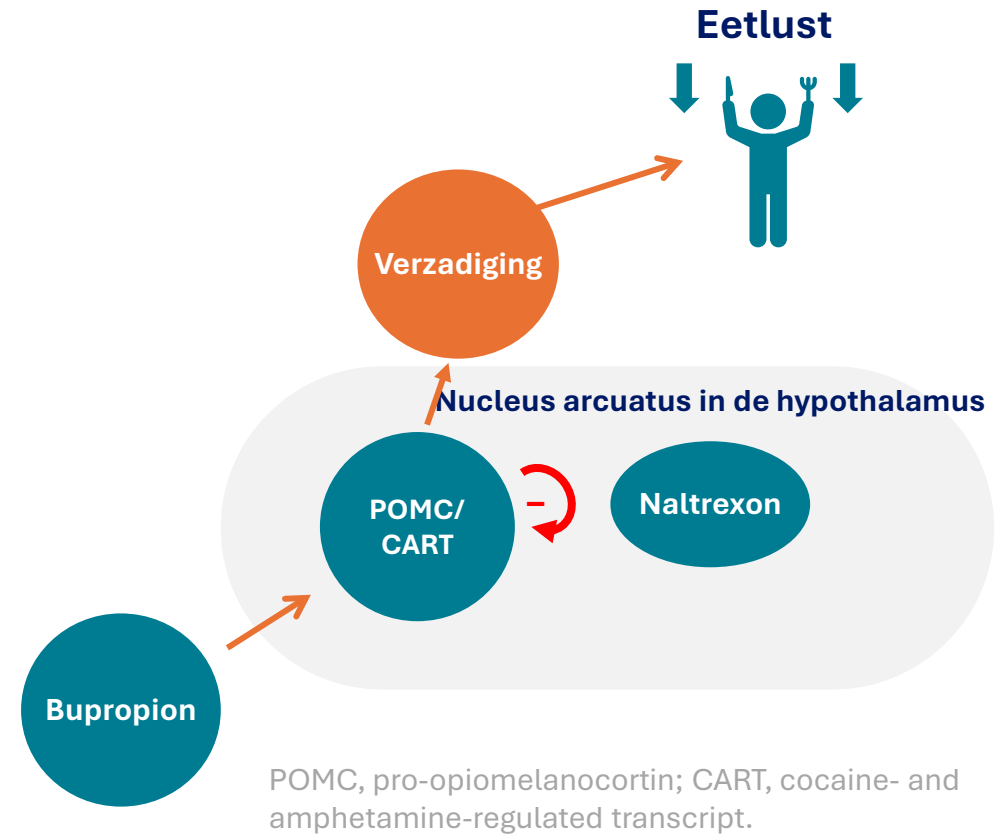 Eetlust
Verzadiging
Nucleus arcuatus in de hypothalamus
POMC/
CART
–
Naltrexon
Bupropion
POMC, pro-opiomelanocortin; CART, cocaine- and
amphetamine-regulated transcript.